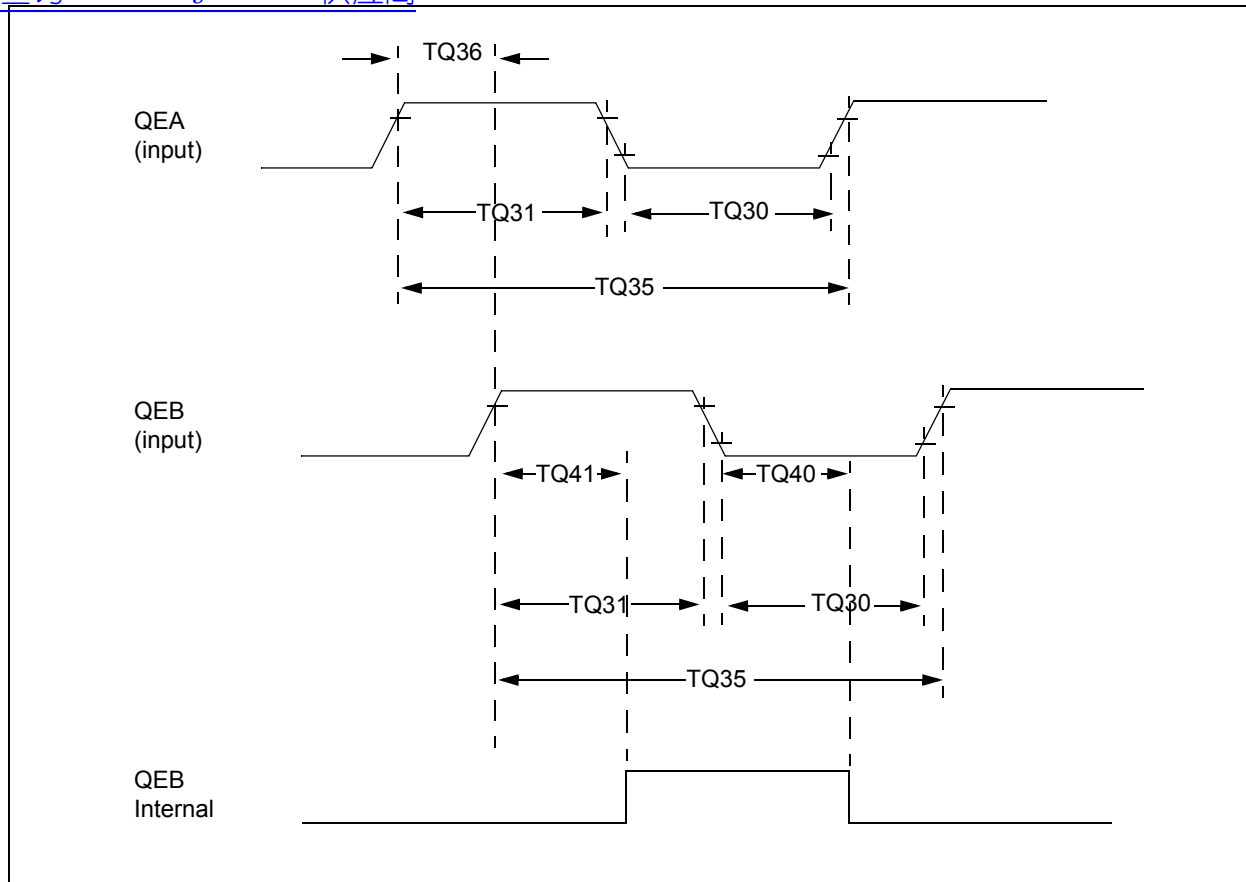 TQ36
QEA
(input)
TQ31
TQ30
TQ35
QEB
(input)
TQ41
TQ40
TQ31
TQ30
TQ35
QEB
Internal